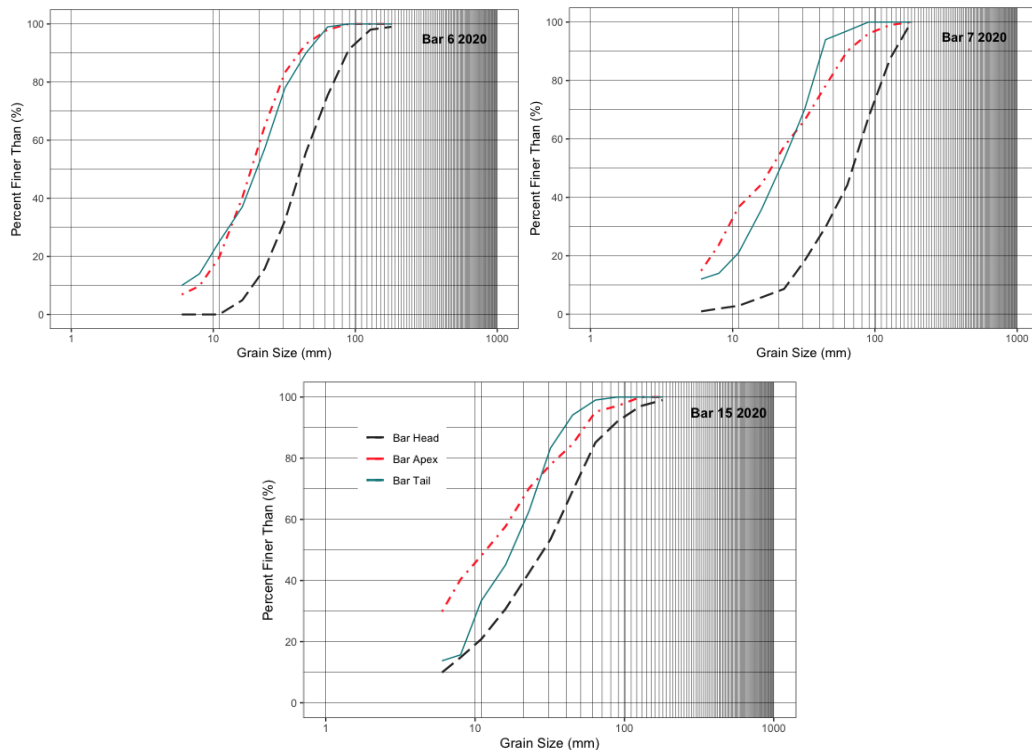 Bar 6 2020
Percent Finer Than (%)
100
80
60
40
20
0
1
10
100
1000
Grain Size (mm)
Bar 7 2020
Percent Finer Than (%)
100
80
60
40
20
0
1
10
100
1000
Grain Size (mm)
Bar 15 2020
Percent Finer Than (%)
100
80
60
40
20
0
Bar Head
Bar Apex
Bar Tail
1
10
100
1000
Grain Size (mm)